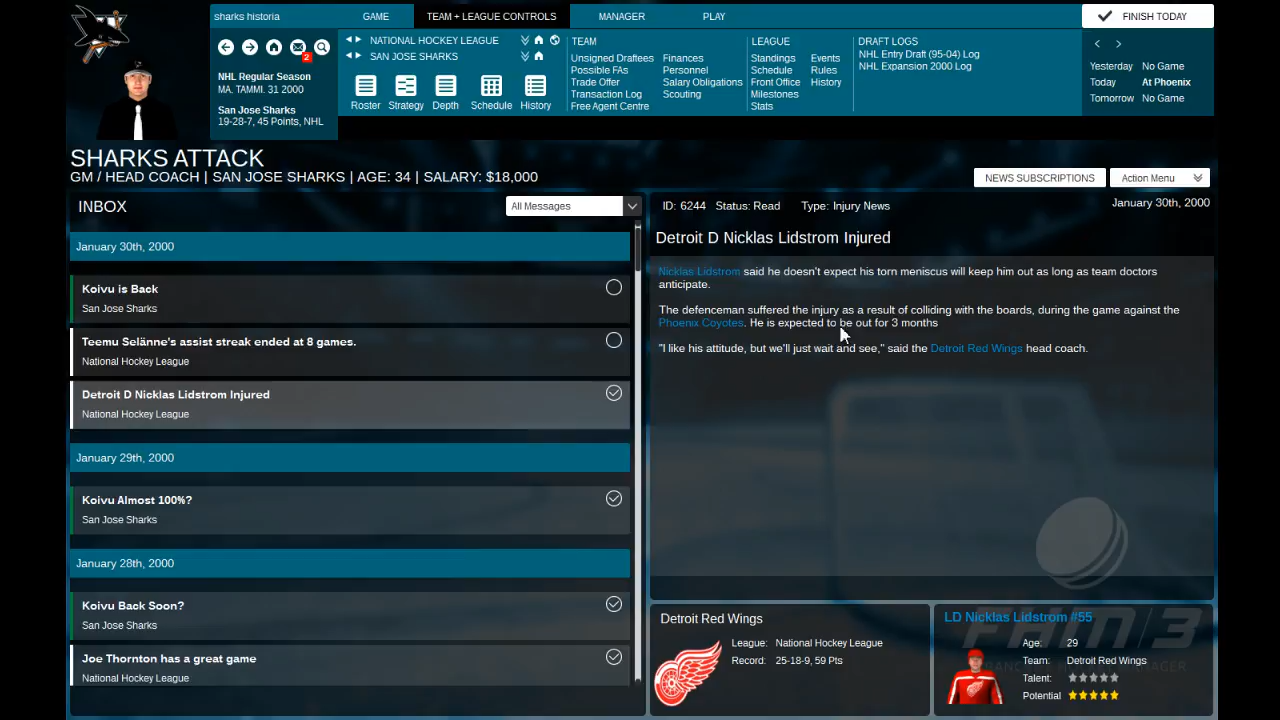 sharks historia
GAME
TEAM + LEAGUE CONTROLS
MANAGER
PLAY
FINISH TODAY
2
NHL Regular Season
MA. TAMMI. 31 2000
San Jose Sharks
19-28-7, 45 Points, NHL
NATIONAL HOCKEY LEAGUE
SAN JOSE SHARKS
Roster
Strategy
Depth
Schedule
History
TEAM
Unsigned Draftees
Finances
Possible FAs
Personnel
Trade Offer
Salary Obligations
Transaction Log
Scouting
Free Agent Centre
LEAGUE
Standings
Events
Schedule
Rules
Front Office
History
Milestones
Stats
DRAFT LOGS
NHL Entry Draft (95-04) Log
NHL Expansion 2000 Log
Yesterday No Game
Today At Phoenix
Tomorrow No Game
SHARKS ATTACK
GM / HEAD COACH | SAN JOSE SHARKS | AGE: 34 | SALARY: $18,000
NEWS SUBSCRIPTIONS
Action Menu
INBOX
All Messages
January 30th, 2000
Koivu is Back
San Jose Sharks
Teemu Selänne's assist streak ended at 8 games.
National Hockey League
Detroit D Nicklas Lidstrom Injured
National Hockey League
January 29th, 2000
Koivu Almost 100%?
San Jose Sharks
January 28th, 2000
Koivu Back Soon?
San Jose Sharks
Joe Thornton has a great game
National Hockey League
ID: 6244 Status: Read Type: Injury News
January 30th, 2000
Detroit D Nicklas Lidstrom Injured
Nicklas Lidstrom said he doesn't expect his torn meniscus will keep him out as long as team doctors
anticipate.
The defenceman suffered the injury as a result of colliding with the boards, during the game against the
Phoenix Coyotes. He is expected to be out for 3 months
"I like his attitude, but we'll just wait and see," said the Detroit Red Wings head coach.
Detroit Red Wings
League: National Hockey League
Record: 25-18-9, 59 Pts
LD Nicklas Lidstrom #55
Age: 29
Team: Detroit Red Wings
Talent:
Potential
FHM 3
FRANCHISE HOCKEY MANAGER